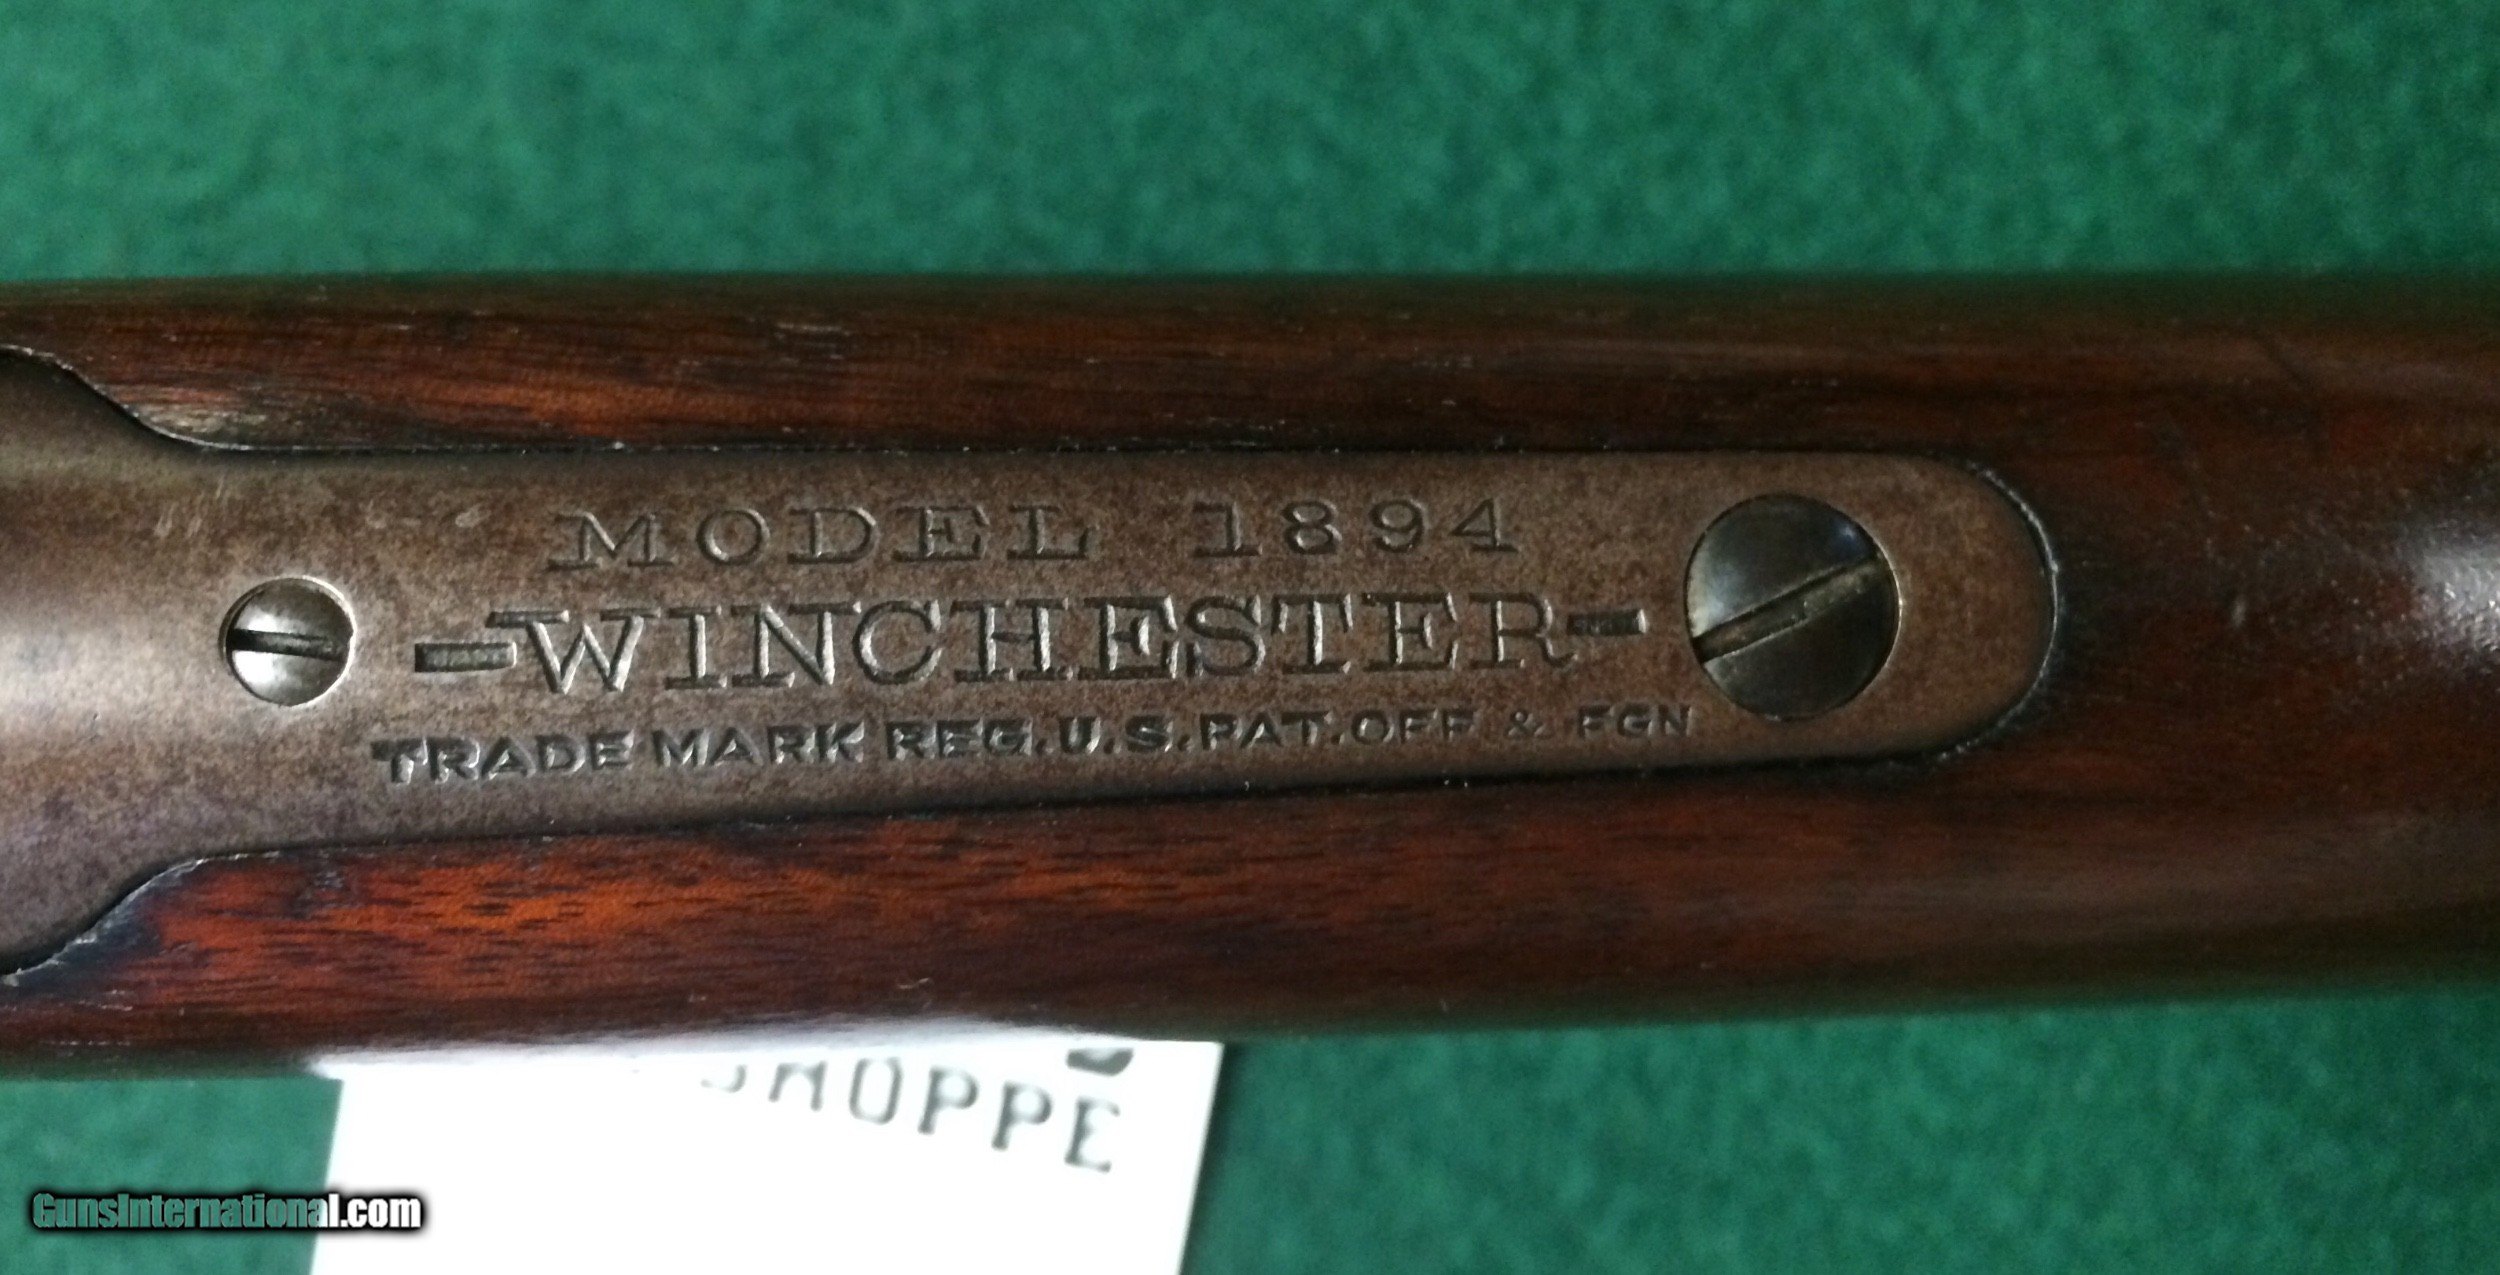 MODEL 1894
-WINCHESTER-
TRADE MARK REG. U.S. PAT. OFF & FGN
SHOPPE
GunsInternational.com